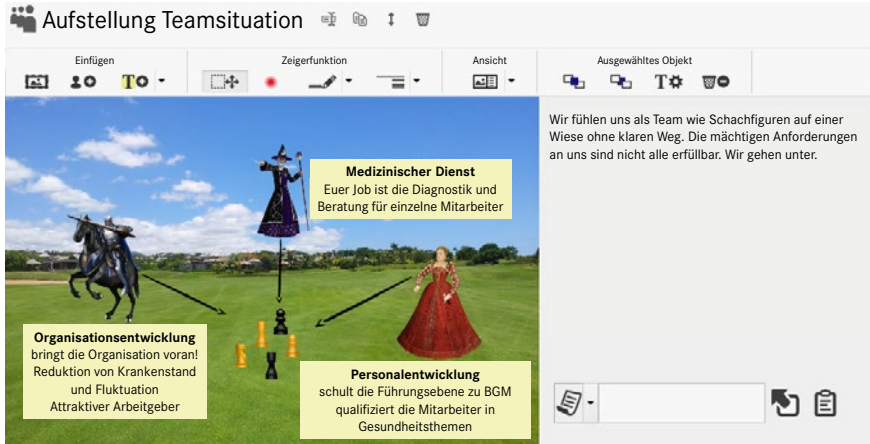 Aufstellung Teamsituation
Einfügen
Zeigerfunktion
Ansicht
Ausgewähltes Objekt
Wir fühlen uns als Team wie Schachfiguren auf einer
Wiese ohne klaren Weg. Die mächtigen Anforderungen
an uns sind nicht alle erfüllbar. Wir gehen unter.
Medizinischer Dienst
Euer Job ist die Diagnostik und
Beratung für einzelne Mitarbeiter
Organisationsentwicklung
bringt die Organisation voran!
Reduktion von Krankenstand
und Fluktuation
Attraktiver Arbeitgeber
Personalentwicklung
schult die Führungsebene zu BGM
qualifiziert die Mitarbeiter in
Gesundheitsthemen